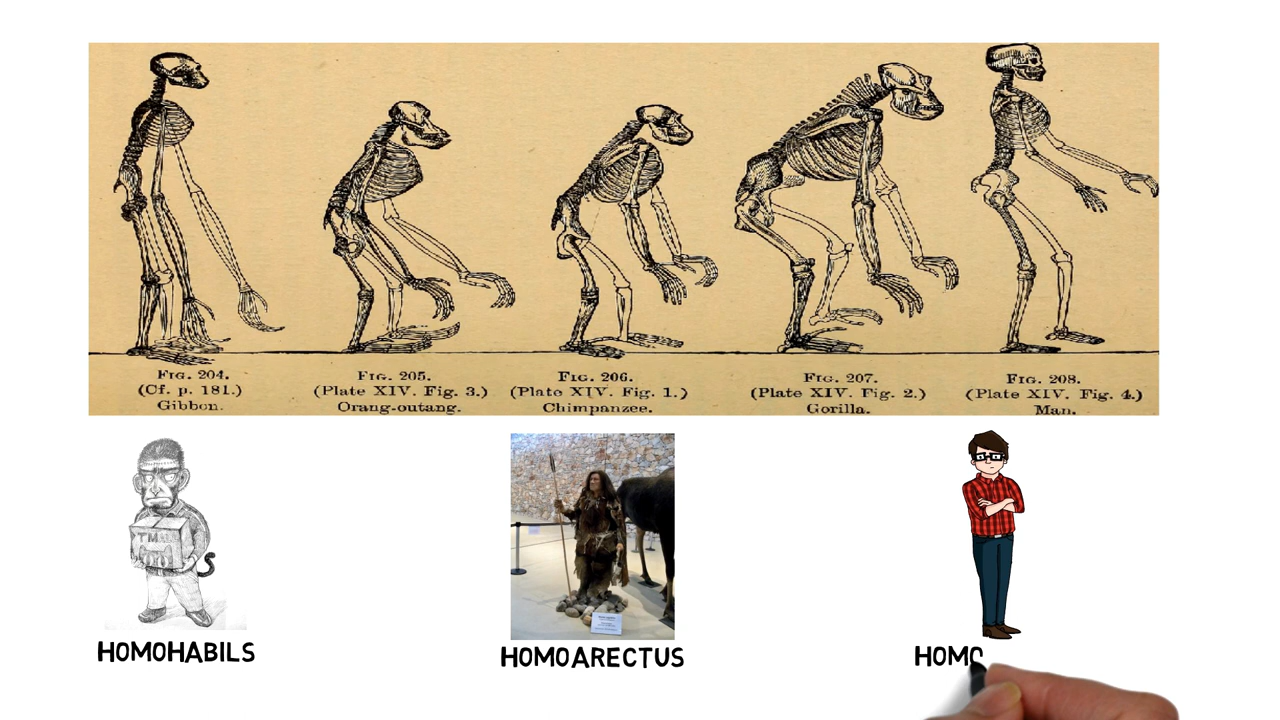 Fig. 204.
(Cf. p. 181.)
Gibbon.
Fig. 205.
(Plate XIV. Fig. 3.)
Orang-outang.
Fig. 206.
(Plate XIV. Fig. 1.)
Chimpanzee.
Fig. 207.
(Plate XIV. Fig. 2.)
Gorilla.
Fig. 208.
(Plate XIV. Fig. 4.)
Man.
HOMOHABILS
HOMOARECTUS
HOMO